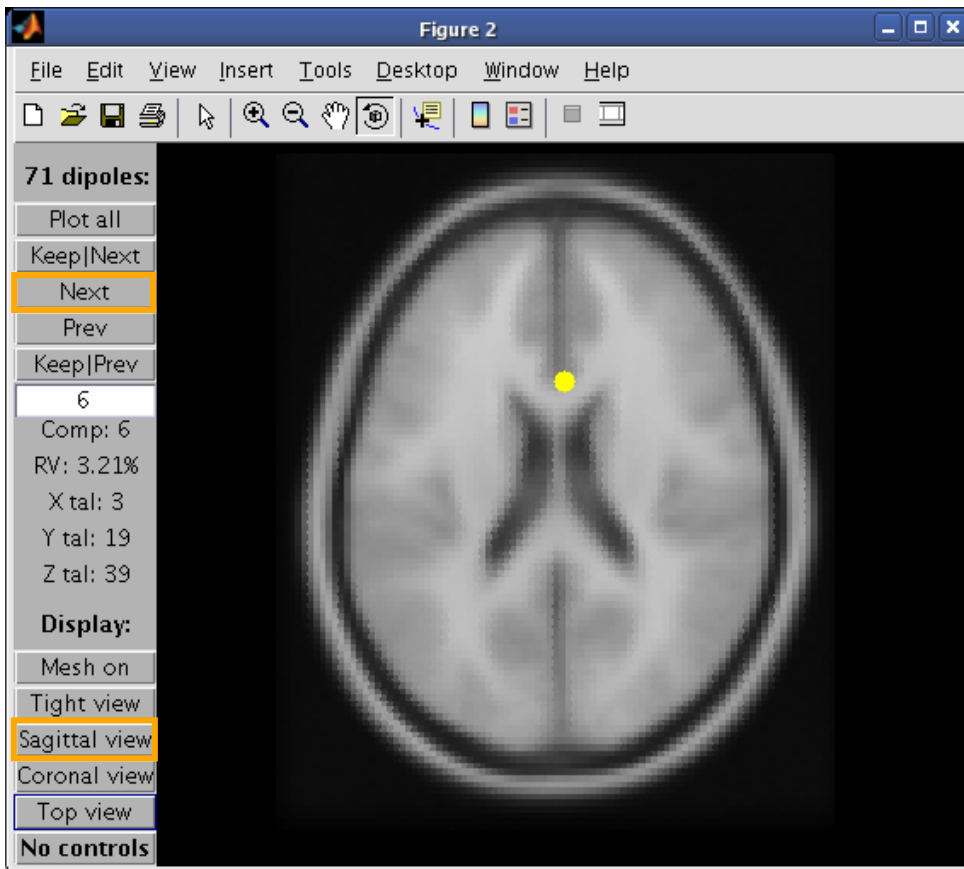 Figure 2
File Edit View Insert Tools Desktop Window Help
71 dipoles:
Plot all
Keep|Next
Next
Prev
Keep|Prev
6
Comp: 6
RV: 3.21%
X tal: 3
Y tal: 19
Z tal: 39
Display:
Mesh on
Tight view
Sagittal view
Coronal view
Top view
No controls